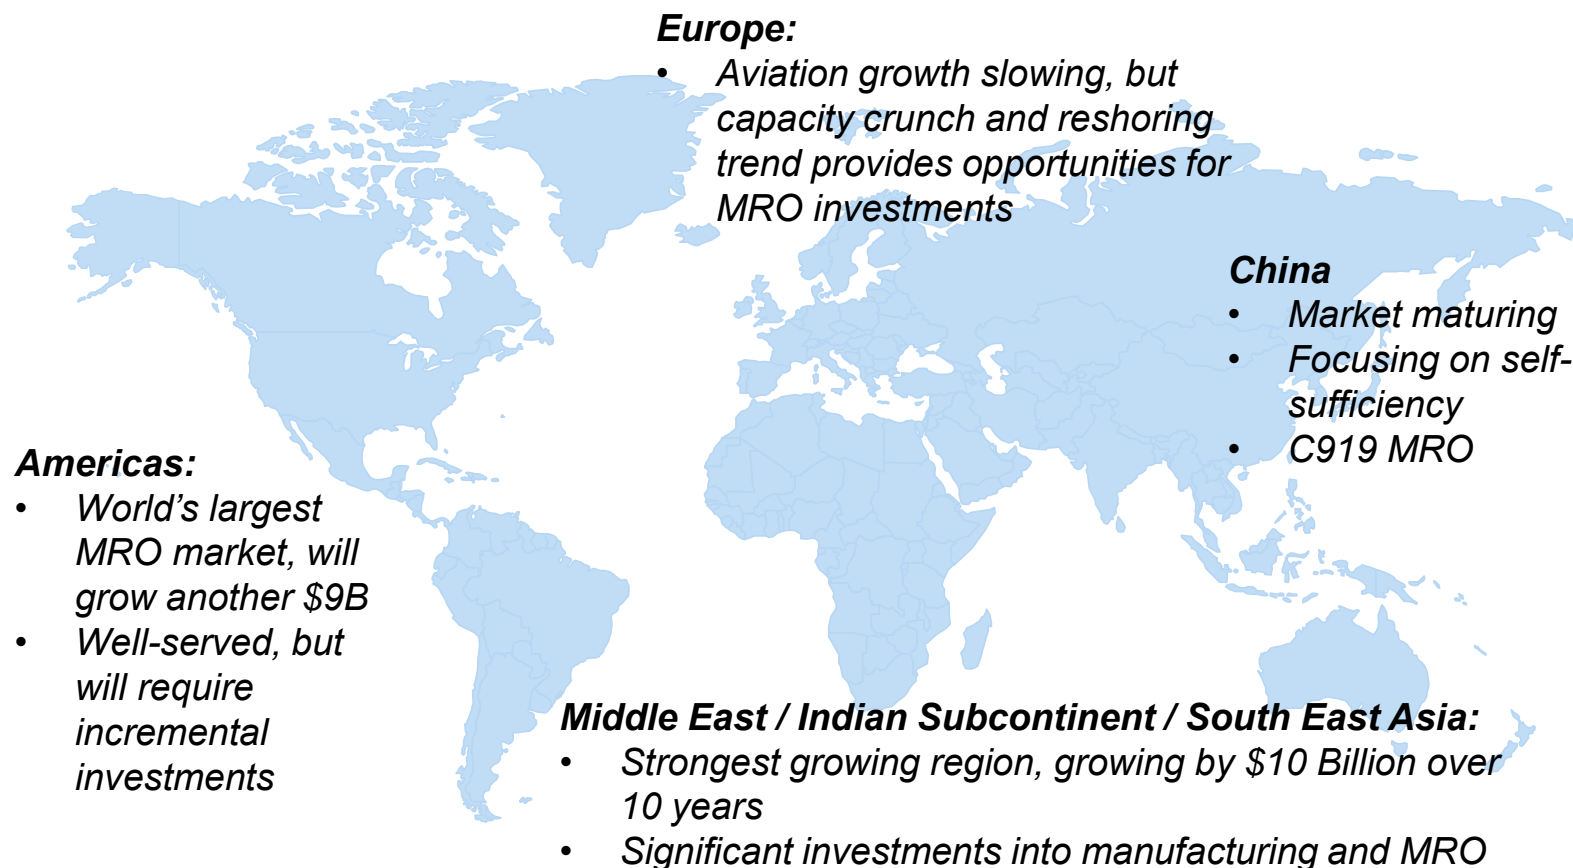 Europe:
• Aviation growth slowing, but
capacity crunch and reshoring
trend provides opportunities for
MRO investments
China
• Market maturing
• Focusing on self-
sufficiency
• C919 MRO
Americas:
• World’s largest
MRO market, will
grow another $9B
• Well-served, but
will require
incremental
investments
Middle East / Indian Subcontinent / South East Asia:
• Strongest growing region, growing by $10 Billion over
10 years
• Significant investments into manufacturing and MRO